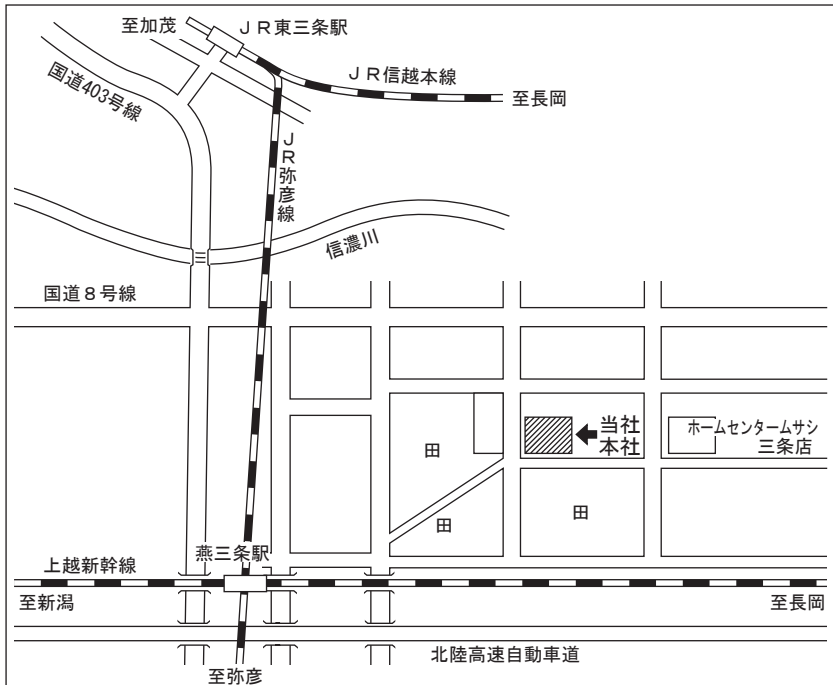 至加茂
ＪＲ東三条駅
国道403号線
ＪＲ信越本線
至長岡
ＪＲ弥彦線
信濃川
国道８号線
当社
本社
ホームセンタームサシ
三条店
田
田
田
燕三条駅
上越新幹線
至新潟
至長岡
北陸高速自動車道
至弥彦